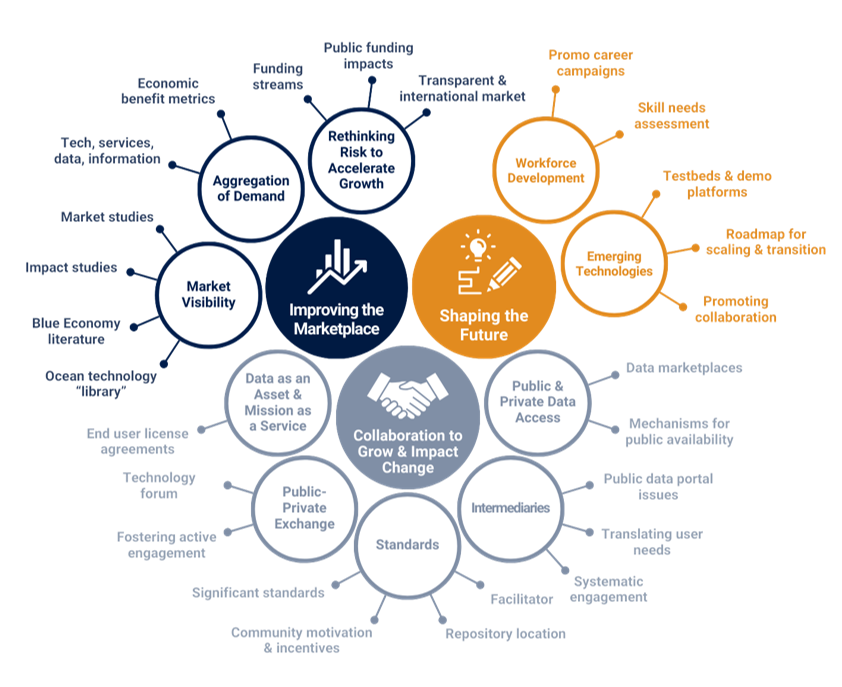 Public funding
impacts
Funding
streams
Transparent &
international market
Economic
benefit metrics
Tech, services,
data, information
Rethinking
Risk to
Accelerate
Growth
Aggregation
of Demand
Market studies
Impact studies
Blue Economy
literature
Ocean technology
“library”
Market
Visibility
Improving the
Marketplace
Promo career
campaigns
Skill needs
assessment
Workforce
Development
Testbeds & demo
platforms
Roadmap for
scaling & transition
Promoting
collaboration
Emerging
Technologies
Shaping the
Future
Data as an
Asset &
Mission as
a Service
End user license
agreements
Collaboration to
Grow & Impact
Change
Public &
Private Data
Access
Data marketplaces
Mechanisms for
public availability
Technology
forum
Fostering active
engagement
Public-
Private
Exchange
Standards
Intermediaries
Public data portal
issues
Translating user
needs
Systematic
engagement
Significant standards
Community motivation
& incentives
Facilitator
Repository location